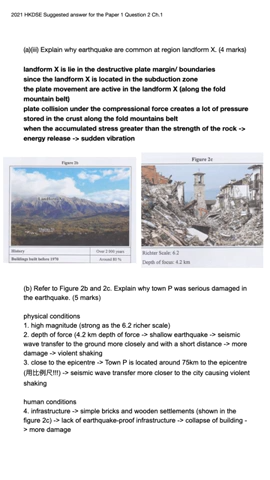 2021 HKDSE Suggested answer for the Paper 1 Question 2 Ch.1
(a)(iii) Explain why earthquake are common at region landform X. (4 marks)
landform X is lie in the destructive plate margin/ boundaries
since the landform X is located in the subduction zone
the plate movement are active in the landform X (along the fold
mountain belt)
plate collision under the compressional force creates a lot of pressure
stored in the crust along the fold mountains belt
when the accumulated stress greater than the strength of the rock ->
energy release -> sudden vibration
Figure 2b
Figure 2c
History
Over 2 000 years
Buildings built before 1970
Around 80 %
Richter Scale: 6.2
Depth of focus: 4.2 km
(b) Refer to Figure 2b and 2c. Explain why town P was serious damaged in
the earthquake. (5 marks)
physical conditions
1. high magnitude (strong as the 6.2 richer scale)
2. depth of force (4.2 km depth of force -> shallow earthquake -> seismic
wave transfer to the ground more closely and with a short distance -> more
damage -> violent shaking
3. close to the epicentre -> Town P is located around 75km to the epicentre
(用比例尺!!!) -> seismic wave transfer more closer to the city causing violent
shaking
human conditions
4. infrastructure -> simple bricks and wooden settlements (shown in the
figure 2c) -> lack of earthquake-proof infrastructure -> collapse of building -
> more damage